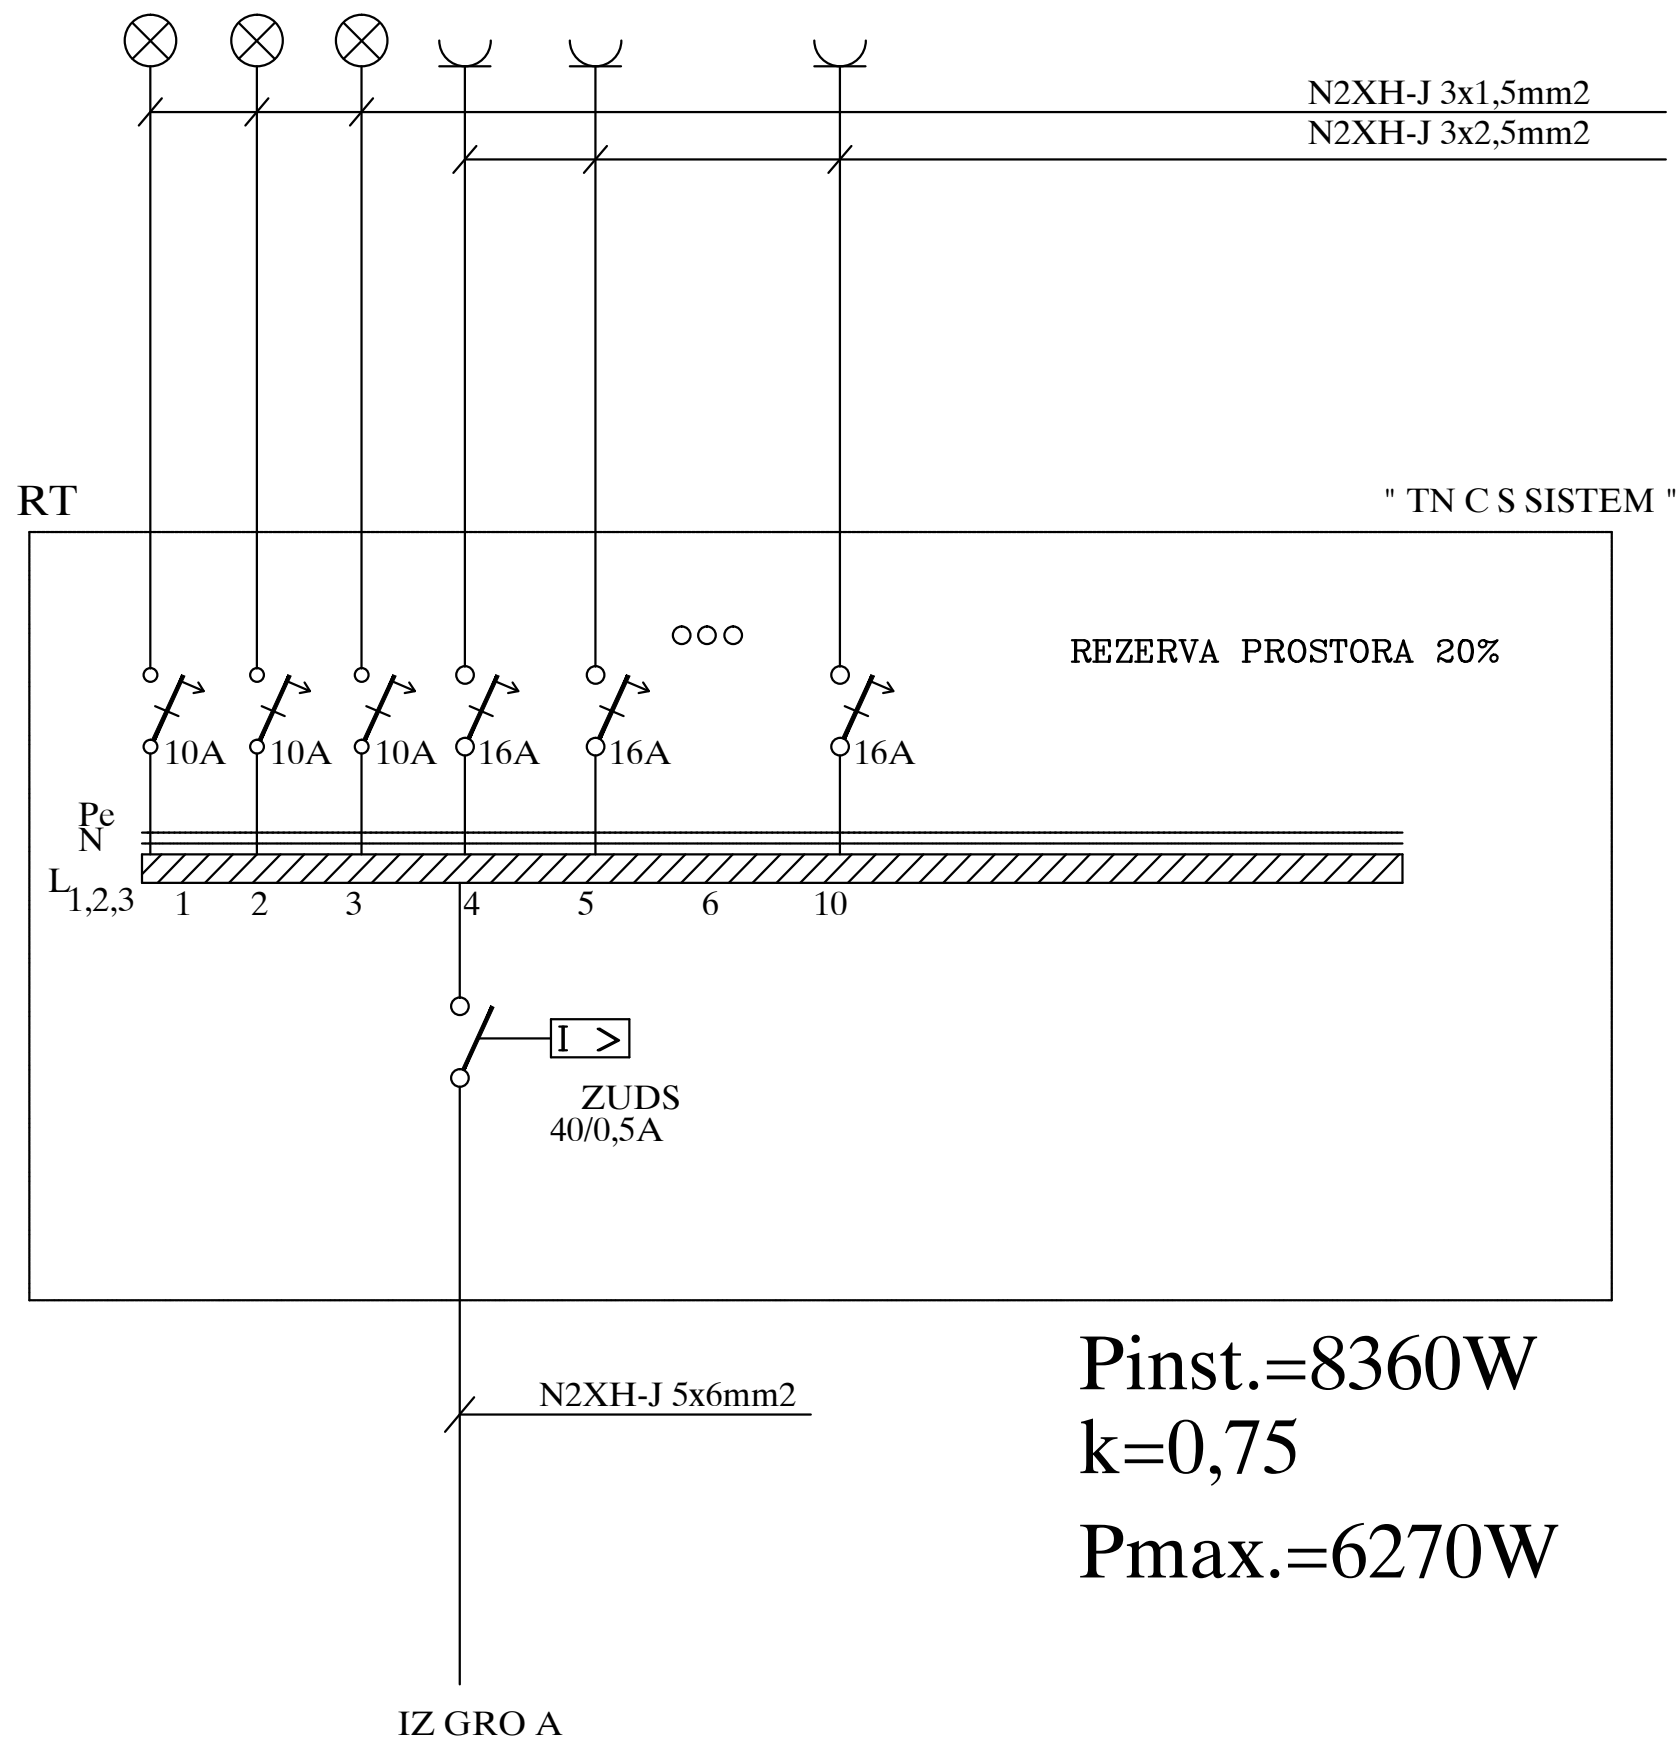 N2XH-J 3x1,5mm2
N2XH-J 3x2,5mm2
RT
" TN C S SISTEM "
REZERVA PROSTORA 20%
10A 10A 10A 16A 16A 16A
Pe
N
L1,2,3
1 2 3 4 5 6 10
I >
ZUDS
40/0,5A
Pinst.=8360W
N2XH-J 5x6mm2
k=0,75
Pmax.=6270W
IZ GRO A